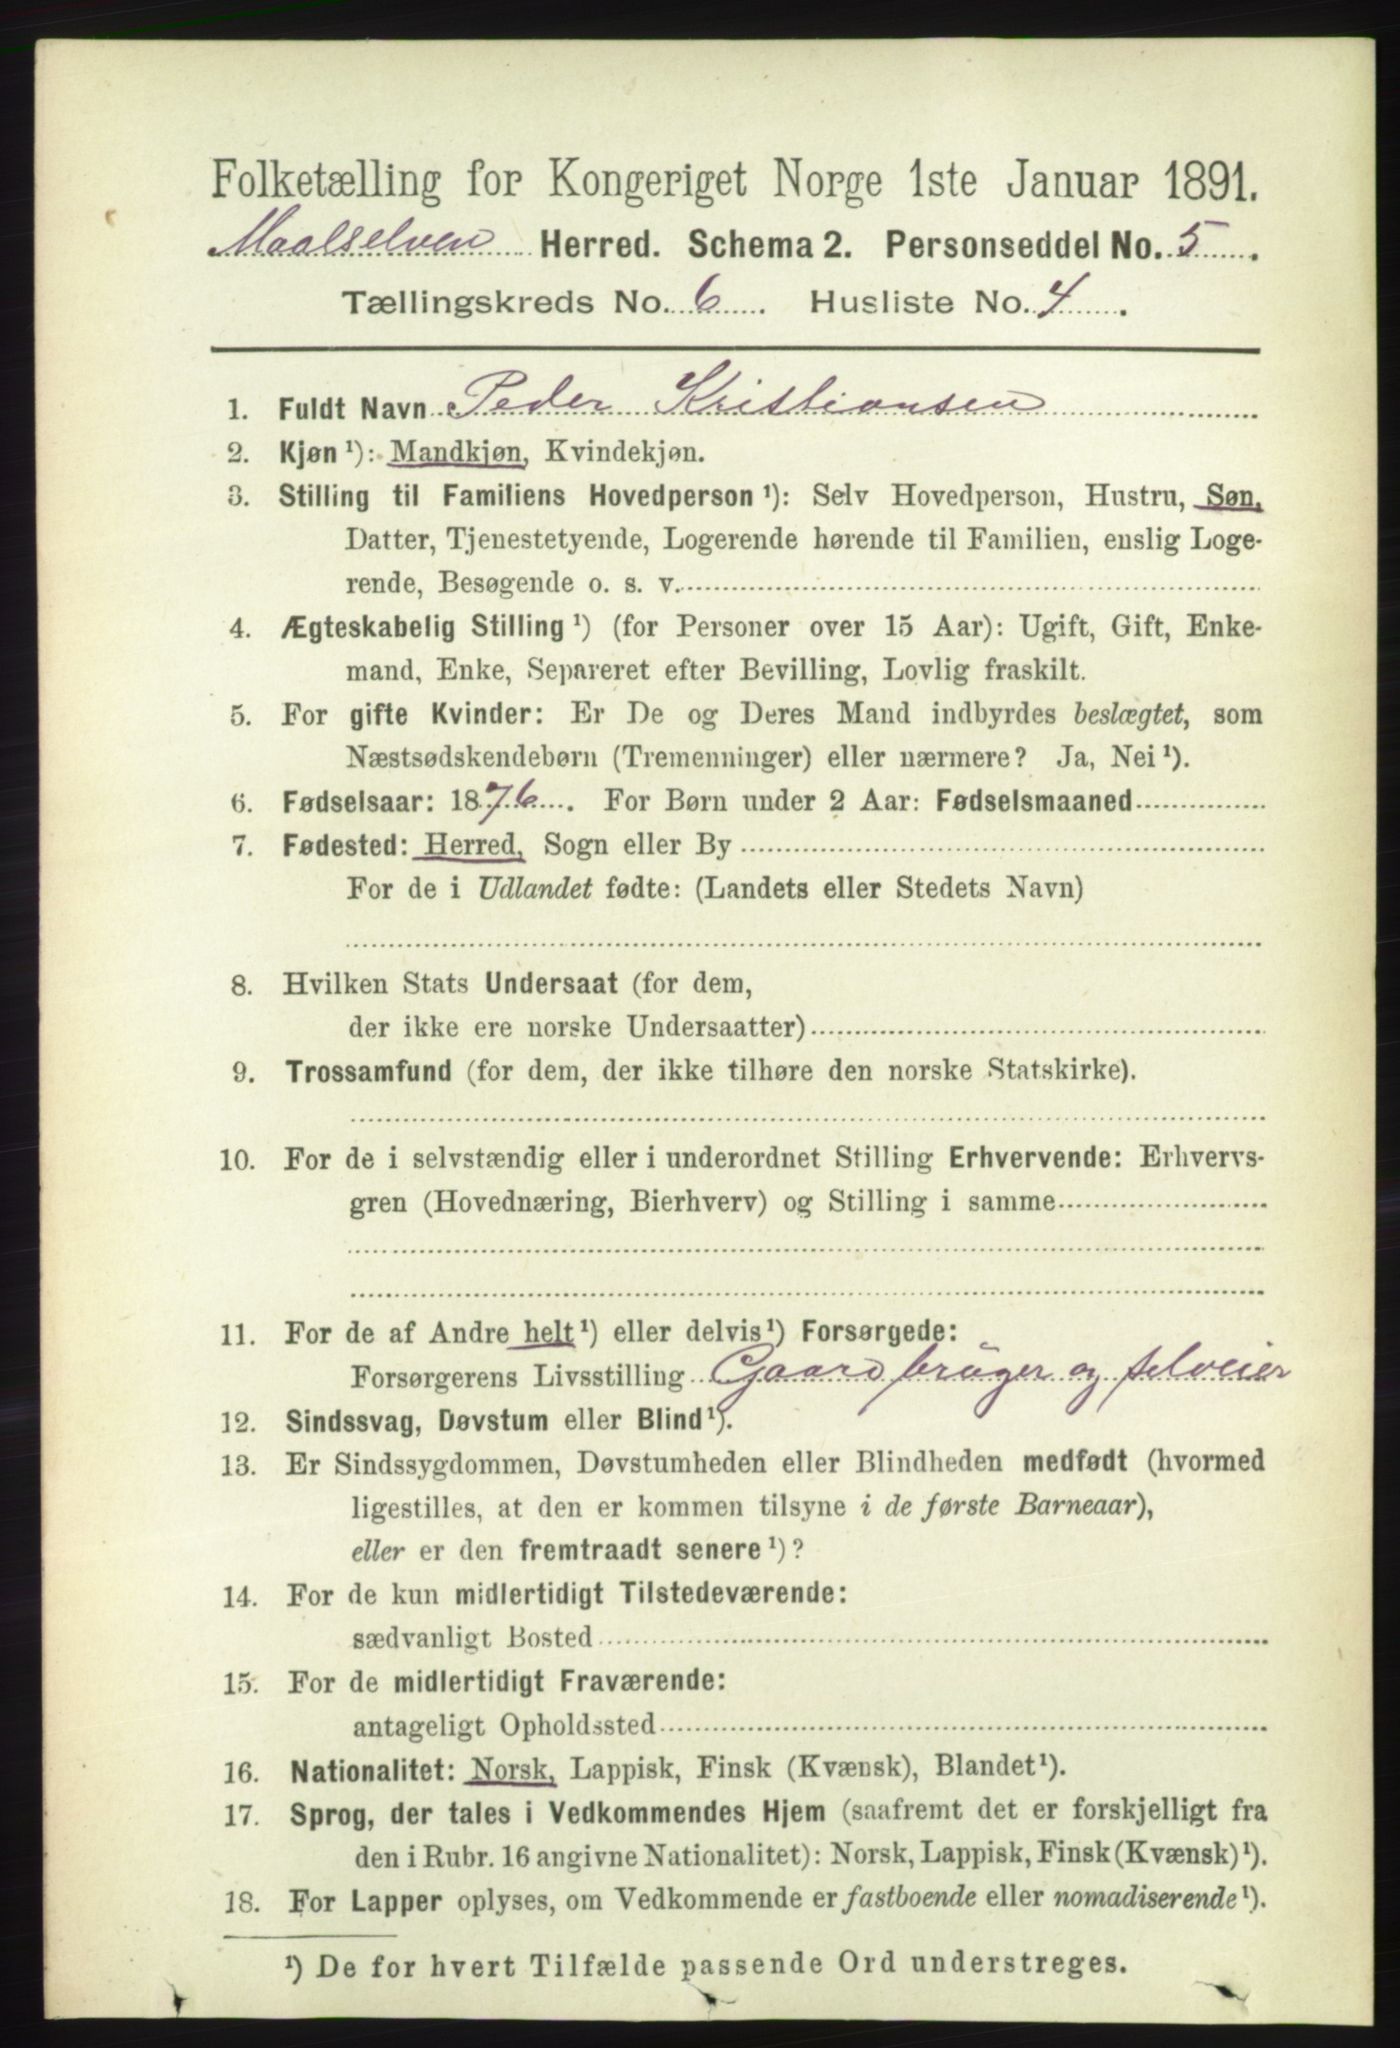 Folketælling for Kongeriget Norge 1ste Januar 1891.
Maalselven Herred. Schema 2. Personseddel No. 5
Tællingskreds No. 6. Husliste No. 4.
1. Fuldt Navn Peder Kristiansen
2. Kjøn ¹): Mandkjøn, Kvindekjøn.
3. Stilling til Familiens Hovedperson ¹): Selv Hovedperson, Hustru, Søn,
Datter, Tjenestetyende, Logerende hørende til Familien, enslig Loge-
rende, Besøgende o. s. v.
4. Ægteskabelig Stilling ¹) (for Personer over 15 Aar): Ugift, Gift, Enke-
mand, Enke, Separeret efter Bevilling, Lovlig fraskilt.
5. For gifte Kvinder: Er De og Deres Mand indbyrdes beslægtet, som
Næstsødskendebørn (Tremenninger) eller nærmere? Ja, Nei ¹).
6. Fødselsaar: 1876. For Børn under 2 Aar: Fødselsmaaned
7. Fødested: Herred, Sogn eller By
For de i Udlandet fødte: (Landets eller Stedets Navn)
8. Hvilken Stats Undersaat (for dem,
der ikke ere norske Undersaatter)
9. Trossamfund (for dem, der ikke tilhøre den norske Statskirke).
10. For de i selvstændig eller i underordnet Stilling Erhvervende: Erhvervs-
gren (Hovednæring, Bierhverv) og Stilling i samme
11. For de af Andre helt ¹) eller delvis ¹) Forsørgede:
Forsørgerens Livsstilling Gaardbrüger og selveier
12. Sindssvag, Døvstum eller Blind ¹).
13. Er Sindssygdommen, Døvstumheden eller Blindheden medfødt (hvormed
ligestilles, at den er kommen tilsyne i de første Barneaar),
eller er den fremtraadt senere ¹)?
14. For de kun midlertidigt Tilstedeværende:
sædvanligt Bosted
15. For de midlertidigt Fraværende:
antageligt Opholdssted
16. Nationalitet: Norsk, Lappisk, Finsk (Kvænsk), Blandet ¹).
17. Sprog, der tales i Vedkommendes Hjem (saafremt det er forskjelligt fra
den i Rubr. 16 angivne Nationalitet): Norsk, Lappisk, Finsk (Kvænsk) ¹).
18. For Lapper oplyses, om Vedkommende er fastboende eller nomadiserende ¹).
¹) De for hvert Tilfælde passende Ord understreges.